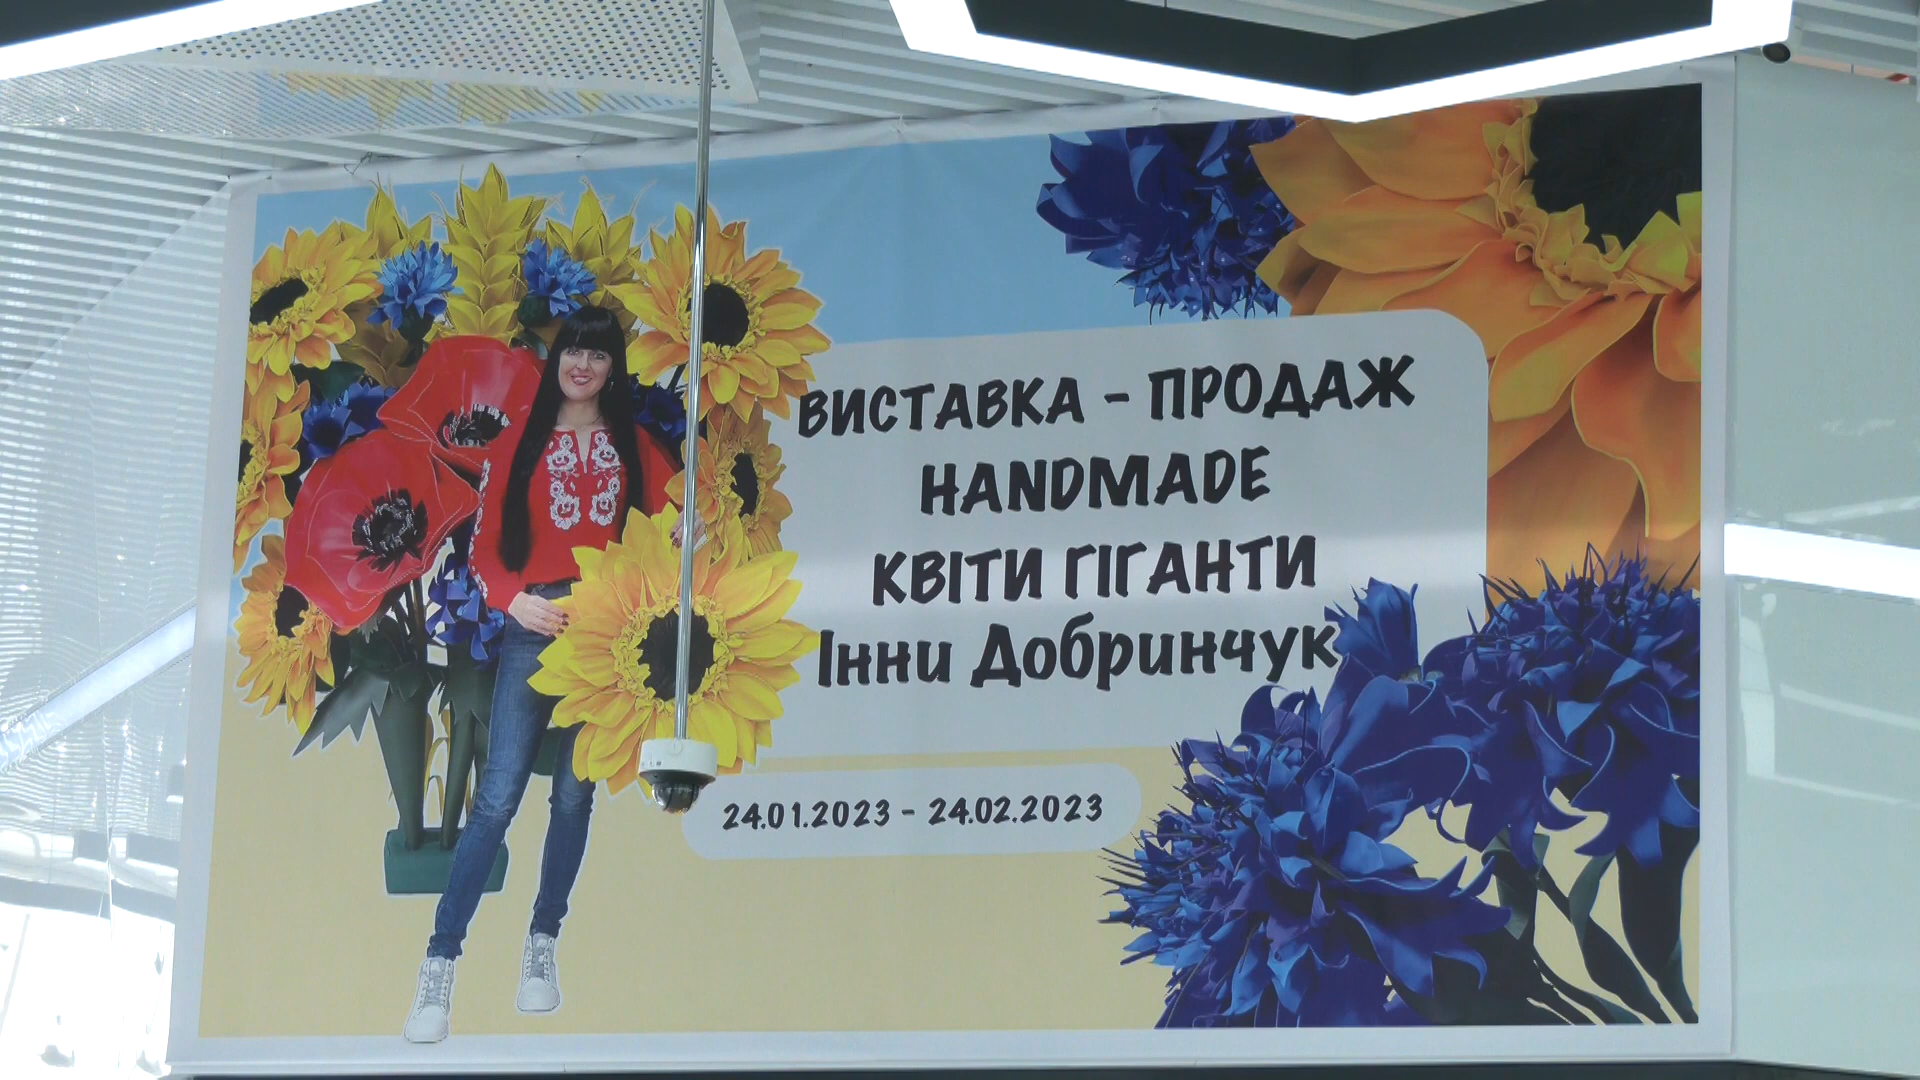 ВИСТАВКА - ПРОДАЖ
HANDMADE
КВІТИ ГІГАНТИ
Інни Добринчук
24.01.2023 - 24.02.2023